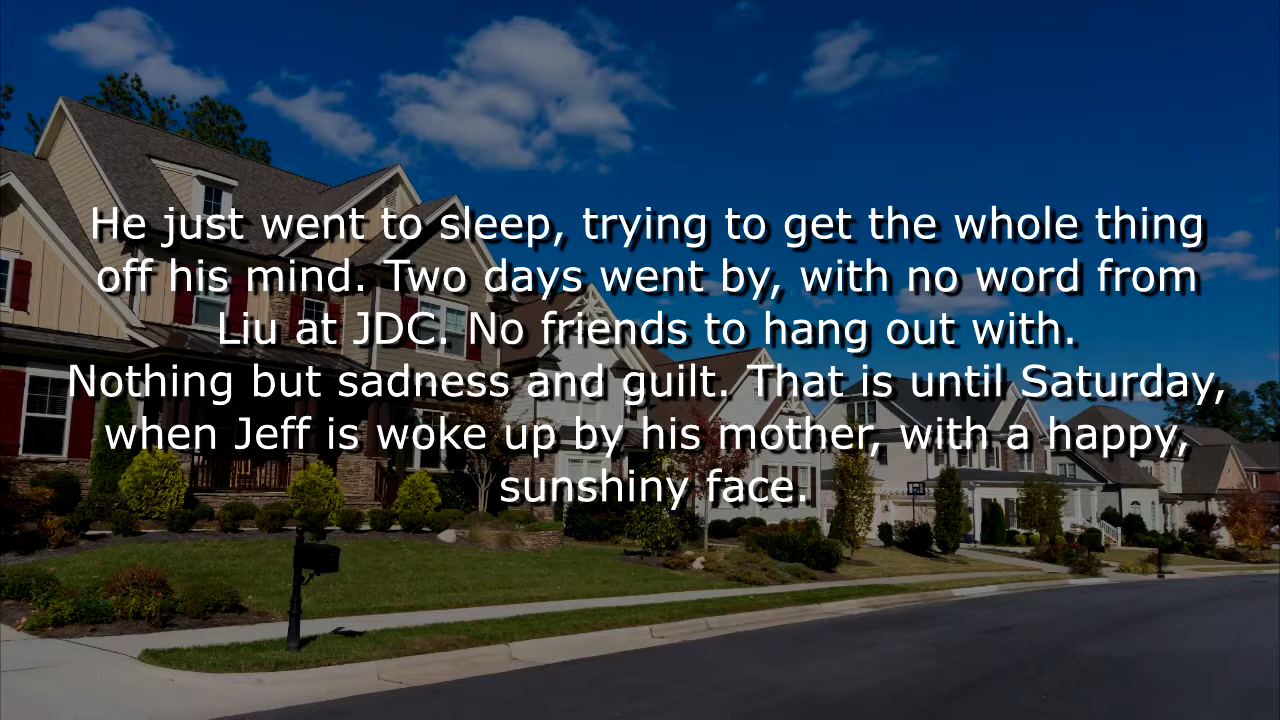 He just went to sleep, trying to get the whole thing
off his mind. Two days went by, with no word from
Liu at JDC. No friends to hang out with.
Nothing but sadness and guilt. That is until Saturday,
when Jeff is woke up by his mother, with a happy,
sunshiny face.